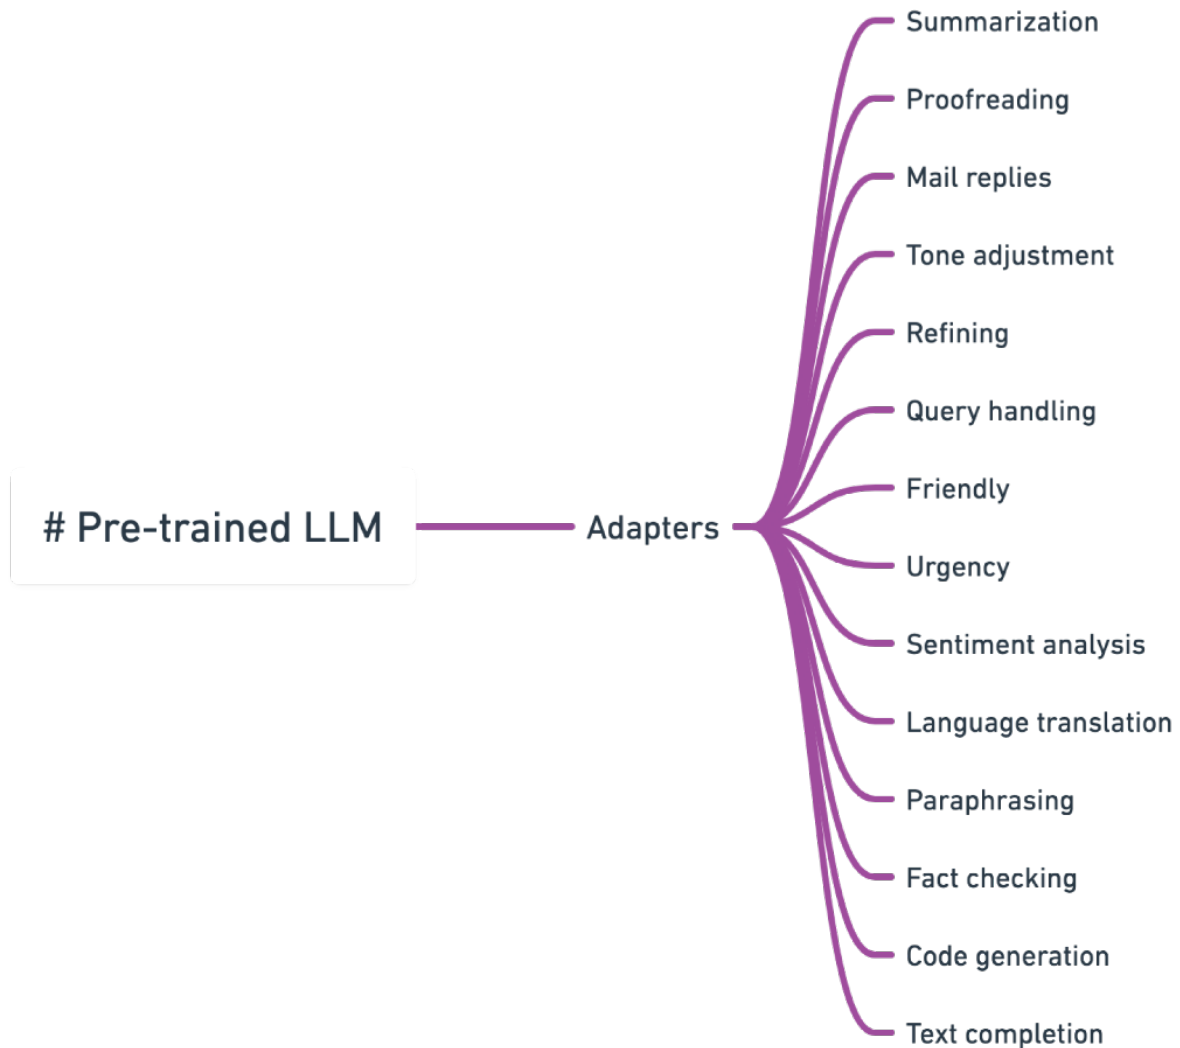 # Pre-trained LLM
Adapters
Summarization
Proofreading
Mail replies
Tone adjustment
Refining
Query handling
Friendly
Urgency
Sentiment analysis
Language translation
Paraphrasing
Fact checking
Code generation
Text completion